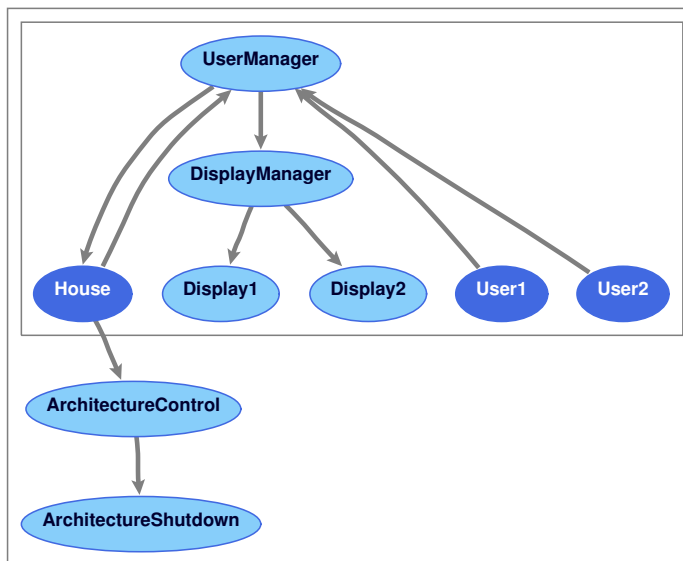 UserManager
DisplayManager
House
Display1
Display2
User1
User2
ArchitectureControl
ArchitectureShutdown